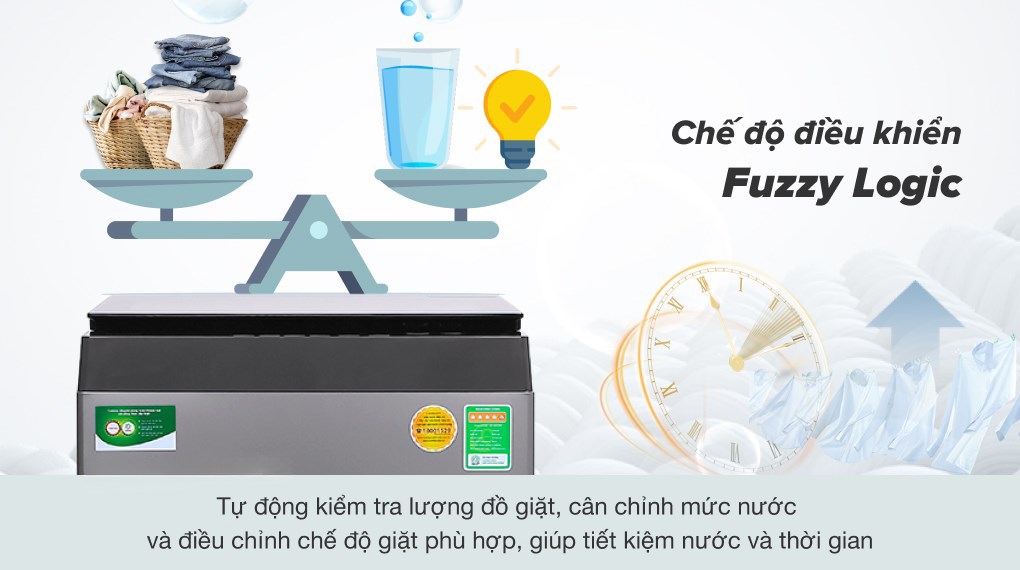 Chế độ điều khiển
Fuzzy Logic
XII
I
Tự động kiểm tra lượng đồ giặt, cân chỉnh mức nước
và điều chỉnh chế độ giặt phù hợp, giúp tiết kiệm nước và thời gian